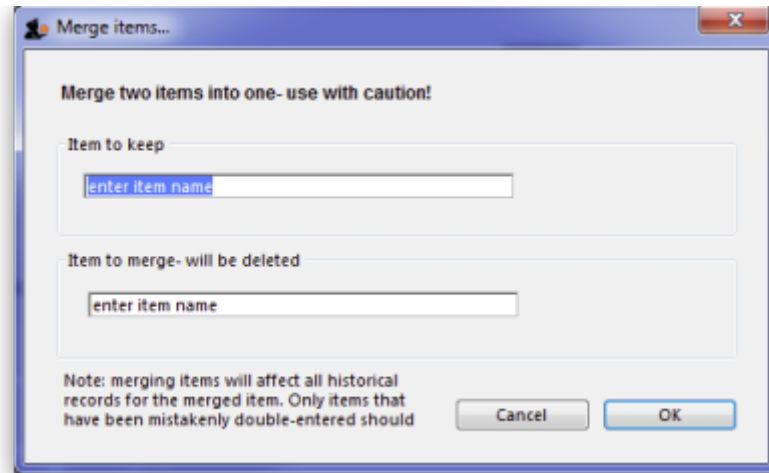 Merge items...
Merge two items into one- use with caution!
Item to keep
enter item name
Item to merge- will be deleted
enter item name
Note: merging items will affect all historical
records for the merged item. Only items that
have been mistakenly double-entered should
Cancel
OK